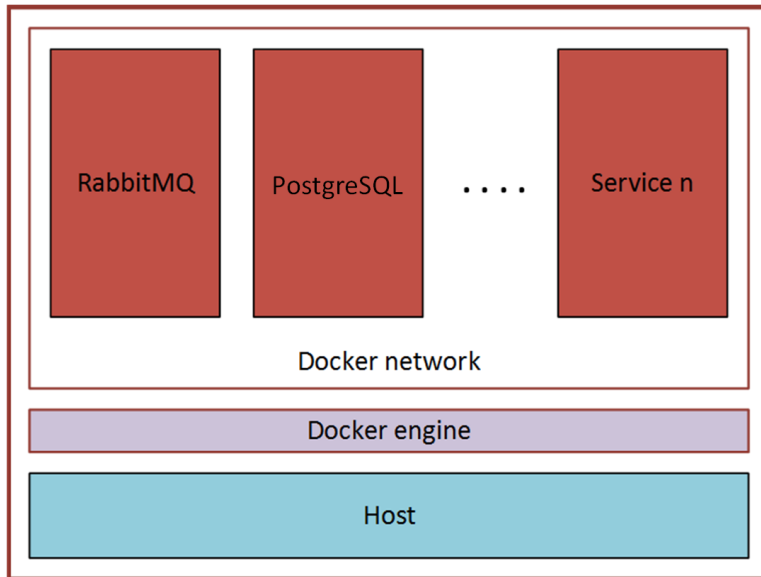 RabbitMQ
PostgreSQL
. . . .
Service n
Docker network
Docker engine
Host